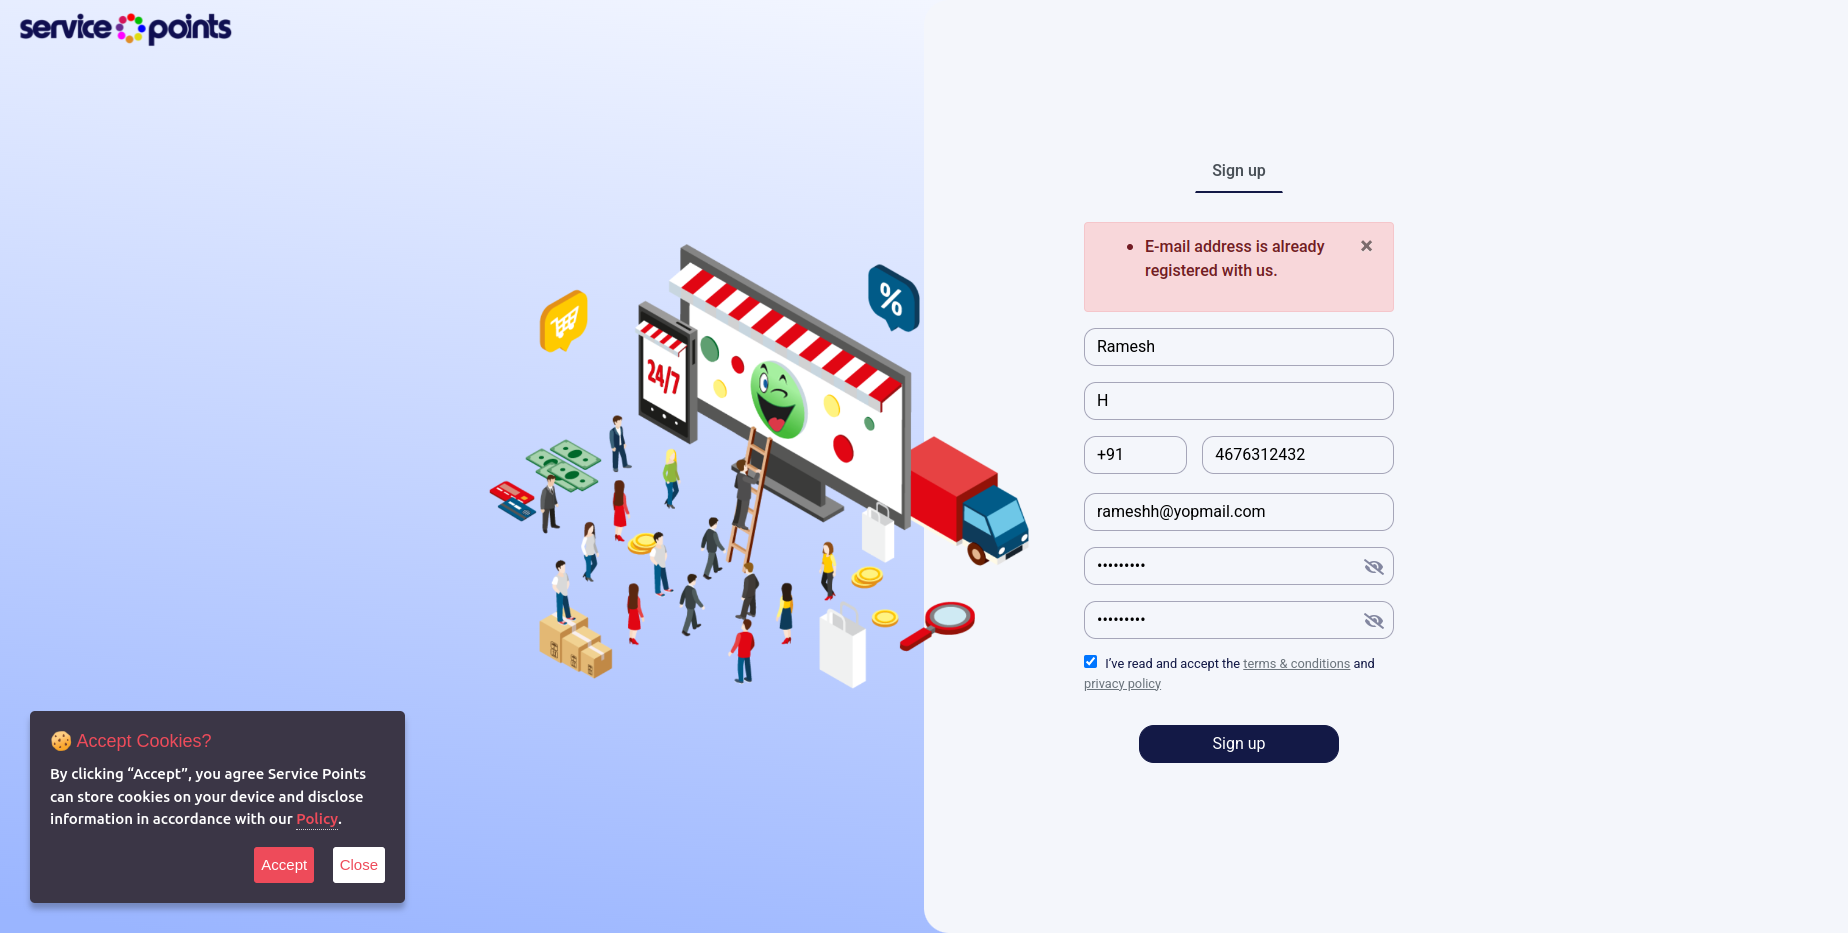 service points
Sign up
E-mail address is already
registered with us.
×
Ramesh
H
+91
4676312432
rameshh@yopmail.com
•••••••••
•••••••••
I've read and accept the terms & conditions and
privacy policy
Sign up
24/7
%
🍪 Accept Cookies?
By clicking “Accept”, you agree Service Points
can store cookies on your device and disclose
information in accordance with our Policy.
Accept
Close